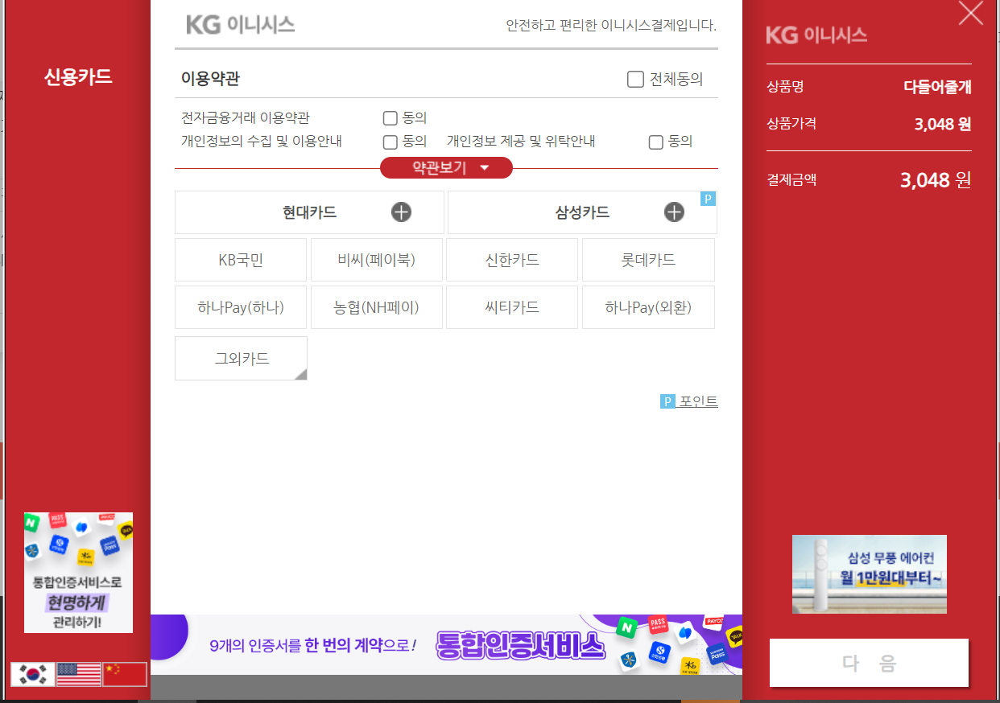 신용카드
KG 이니시스
안전하고 편리한 이니시스결제입니다.
이용약관
전체동의
전자금융거래 이용약관
동의
개인정보의 수집 및 이용안내
동의
개인정보 제공 및 위탁안내
동의
약관보기
현대카드
삼성카드
P
KB국민
비씨(페이북)
신한카드
롯데카드
하나Pay(하나)
농협(NH페이)
씨티카드
하나Pay(외환)
그외카드
P 포인트
N
PASS
PAYCO
통합인증서비스로
현명하게
관리하기!
9개의 인증서를 한 번의 계약으로!
통합인증서비스
N
PASS
PAYCO
TALK
Pass
KG 이니시스
상품명
다들어줄개
상품가격
3,048 원
결제금액
3,048 원
삼성 무풍 에어컨
월 1만원대부터~
다 음